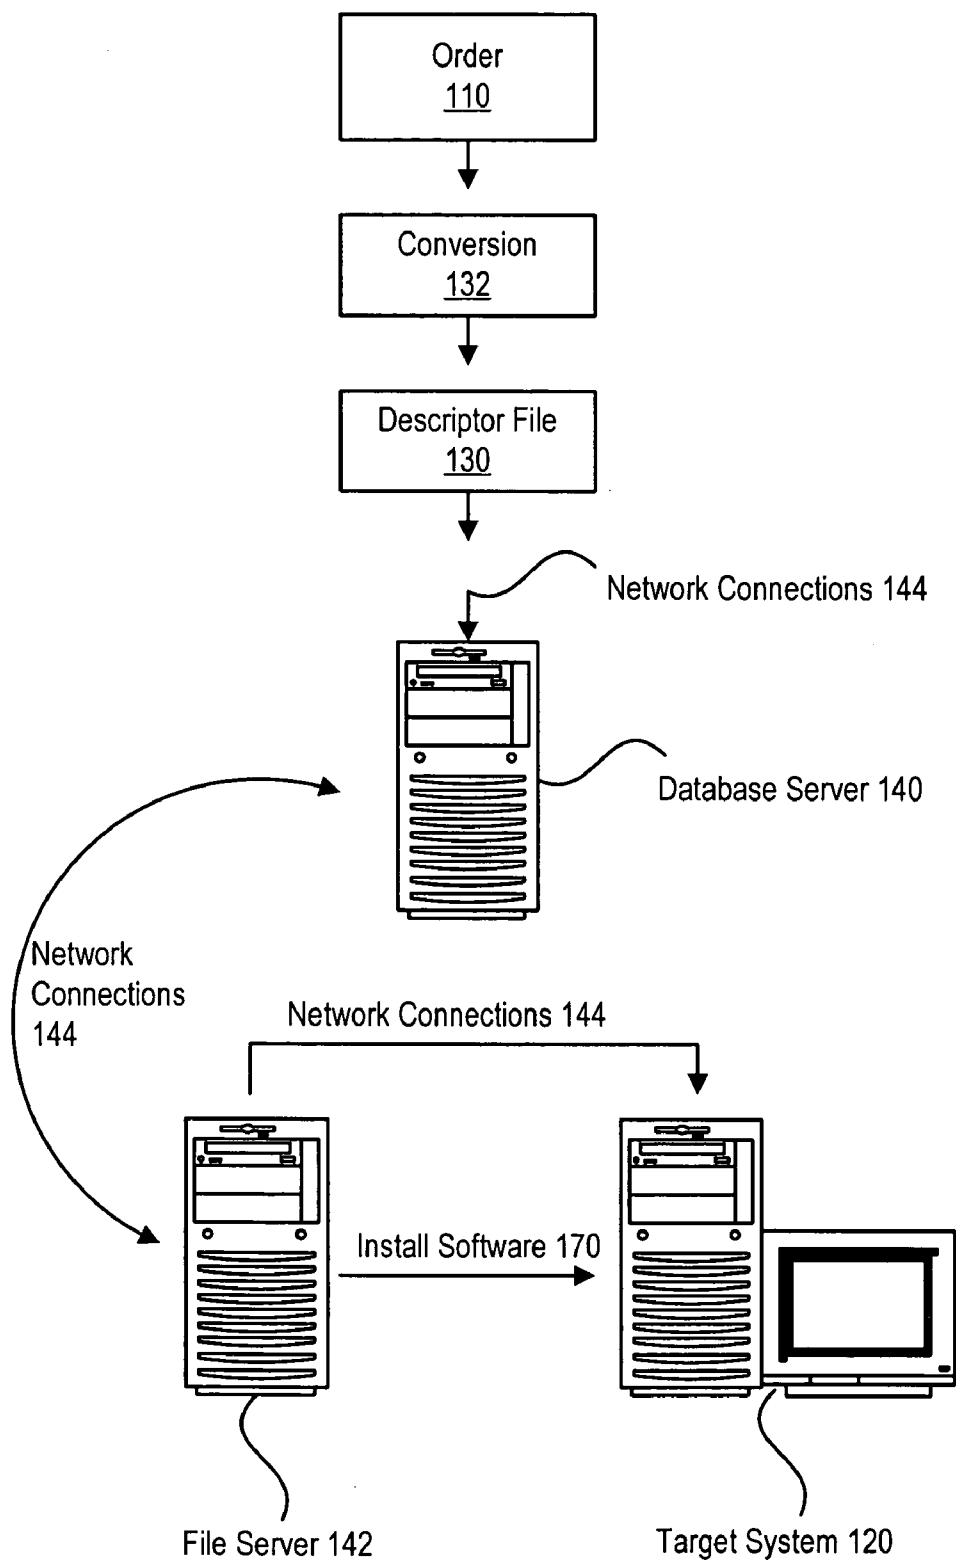 Order
110
Conversion
132
Descriptor File
130
Network Connections 144
Database Server 140
Network
Connections
144
Network Connections 144
Install Software 170
File Server 142
Target System 120